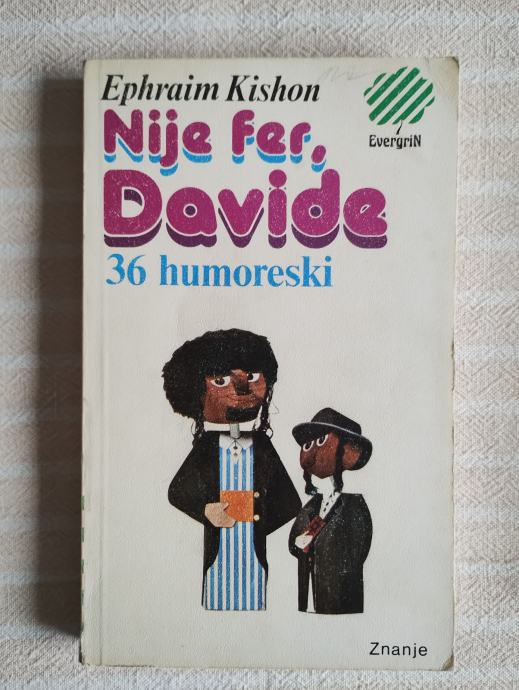 Ephraim Kishon
Nije fer,
Davide
36 humoreski
EvergriN
Znanje